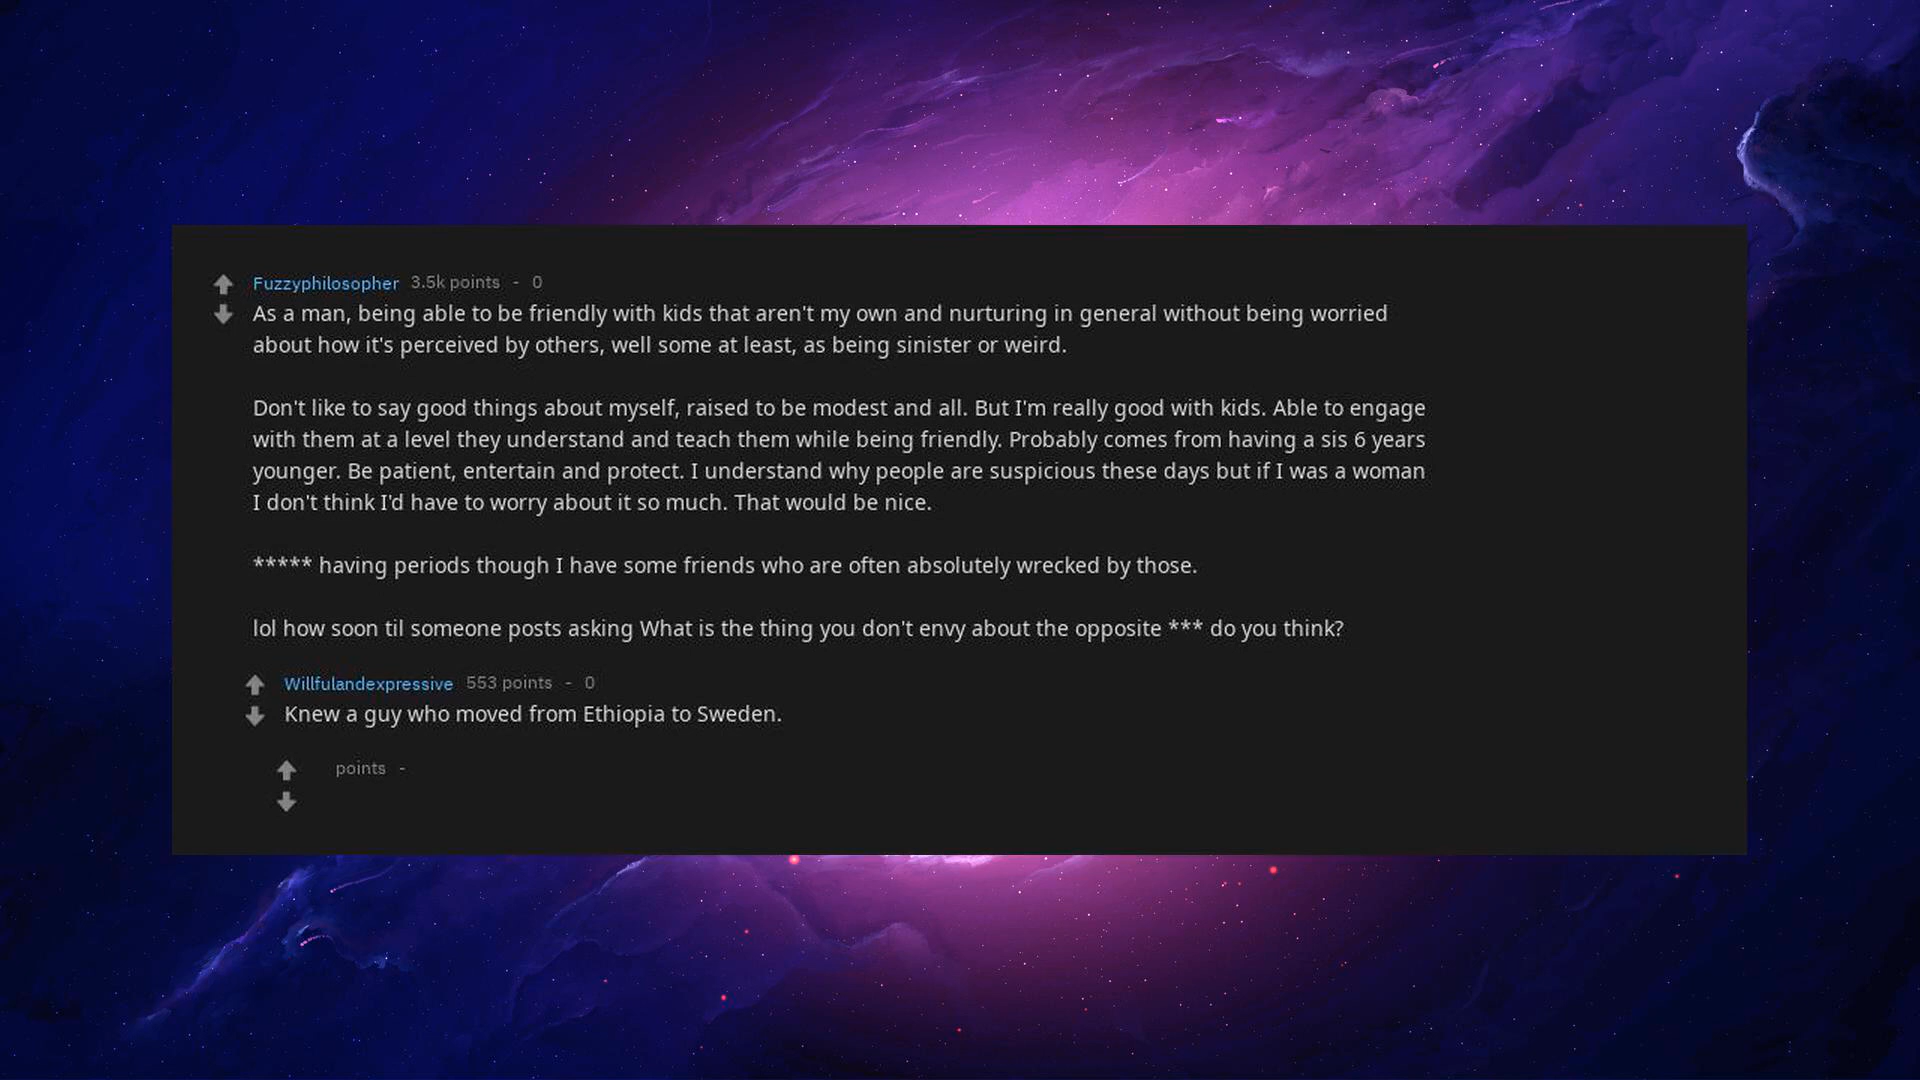 Fuzzyphilosopher 3.5k points - 0
As a man, being able to be friendly with kids that aren't my own and nurturing in general without being worried
about how it's perceived by others, well some at least, as being sinister or weird.
Don't like to say good things about myself, raised to be modest and all. But I'm really good with kids. Able to engage
with them at a level they understand and teach them while being friendly. Probably comes from having a sis 6 years
younger. Be patient, entertain and protect. I understand why people are suspicious these days but if I was a woman
I don't think I'd have to worry about it so much. That would be nice.
***** having periods though I have some friends who are often absolutely wrecked by those.
lol how soon til someone posts asking What is the thing you don't envy about the opposite *** do you think?
Willfulandexpressive 553 points - 0
Knew a guy who moved from Ethiopia to Sweden.
points -